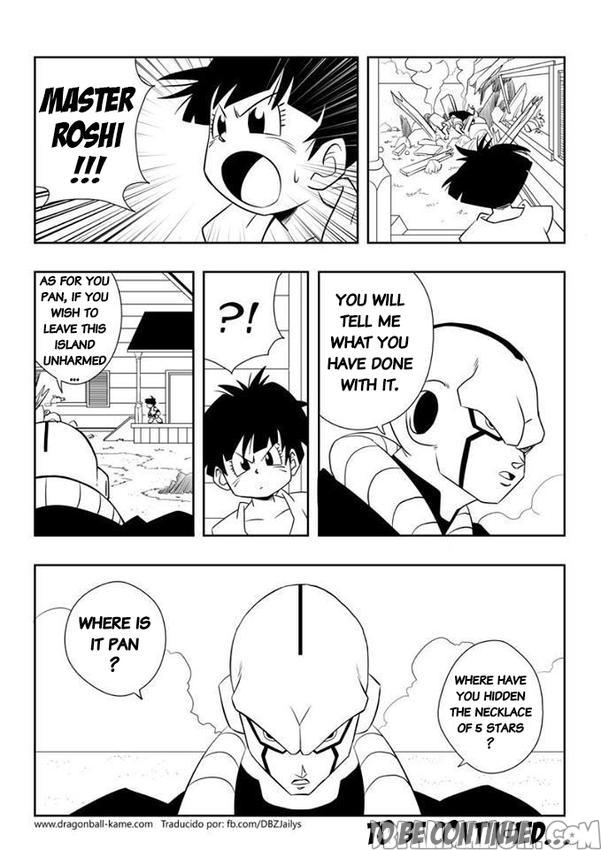 MASTER
ROSHI
!!!
AS FOR YOU
PAN, IF YOU
WISH TO
LEAVE THIS
ISLAND
UNHARMED
...
?!
YOU WILL
TELL ME
WHAT YOU
HAVE DONE
WITH IT.
WHERE IS
IT PAN
?
WHERE HAVE
YOU HIDDEN
THE NECKLACE
OF 5 STARS
?
www.dragonball-kame.com Traducido por: fb.com/DBZJailys
TO BE CONTINUED...